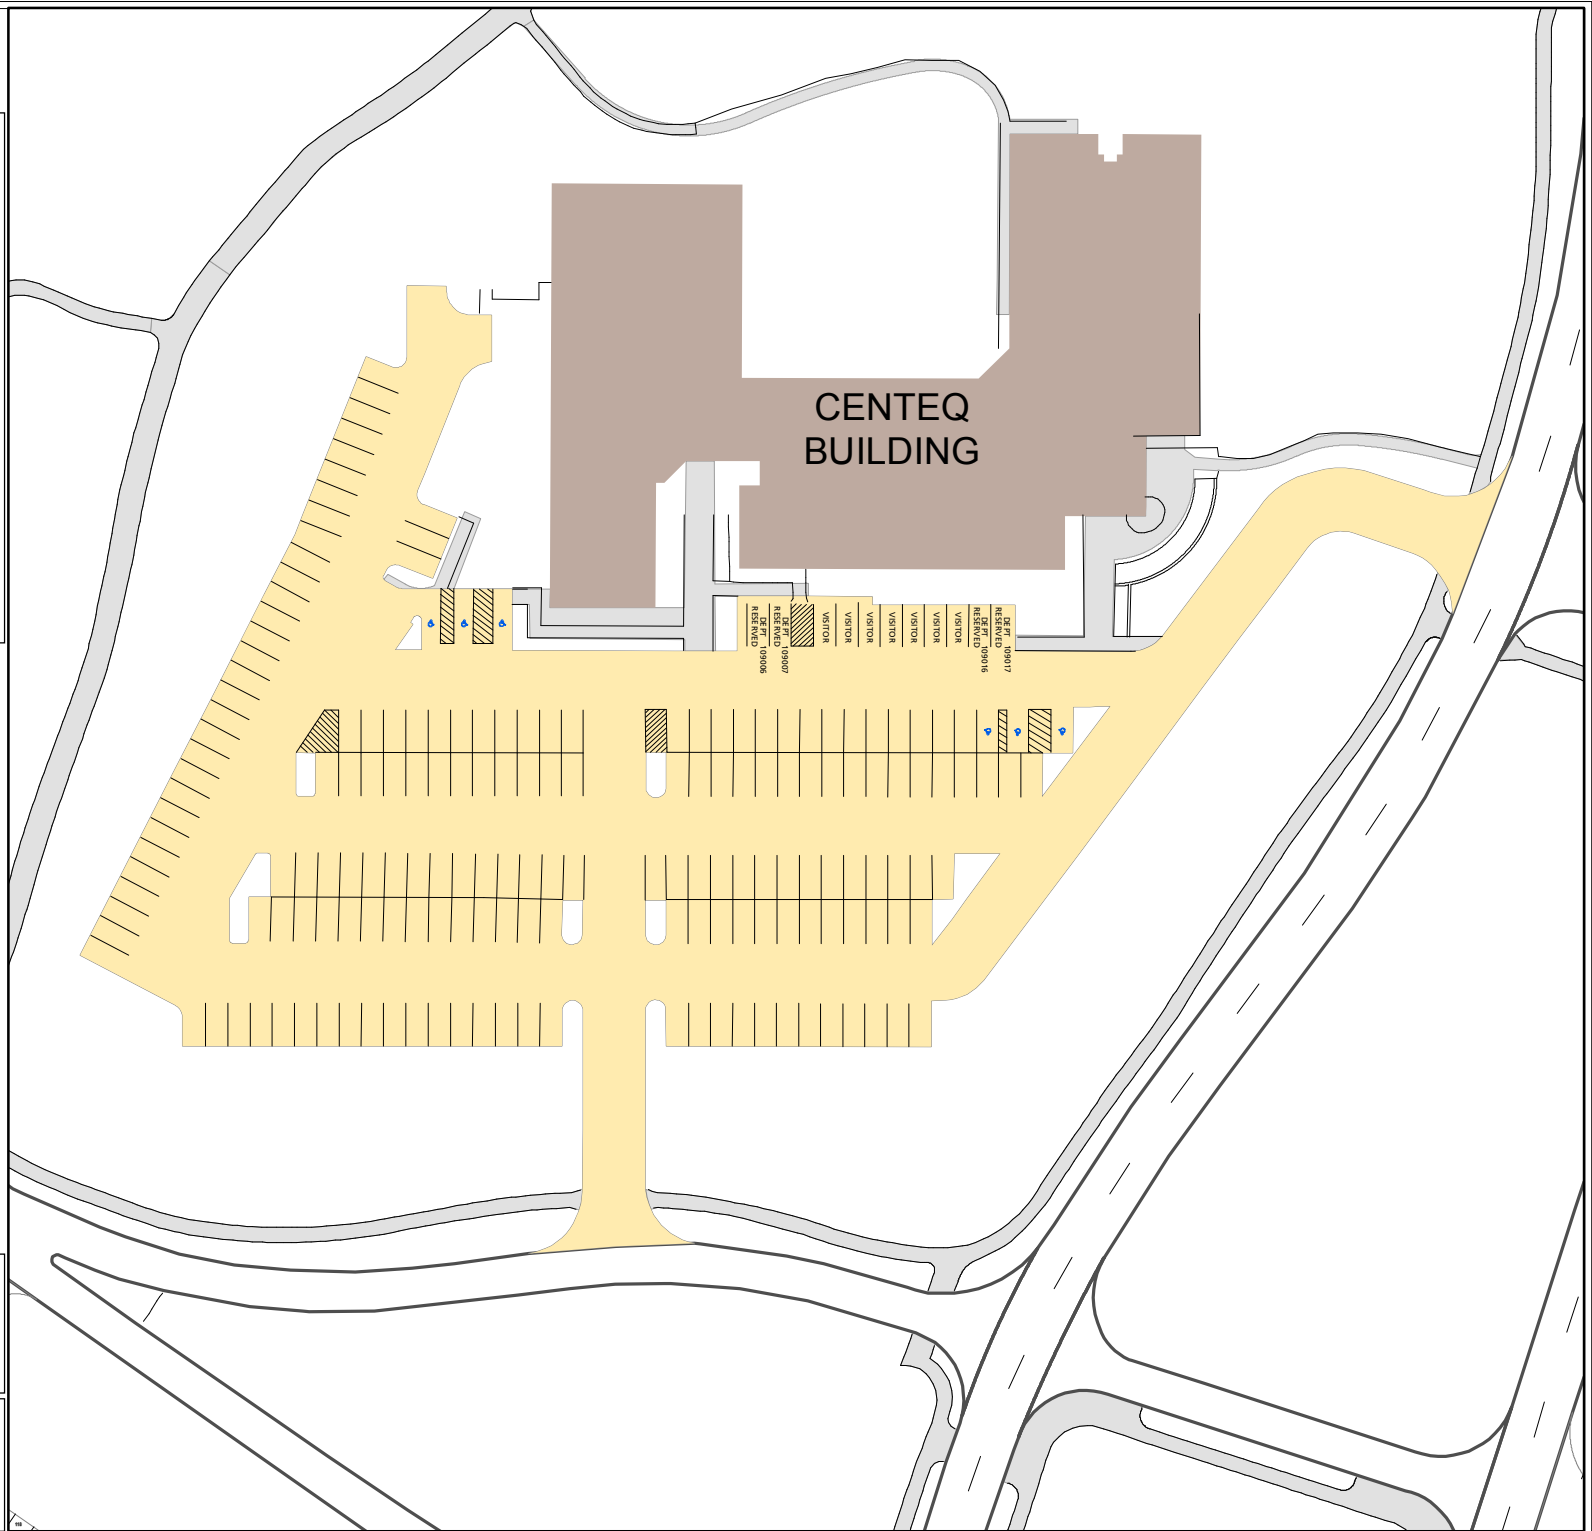 CENTEQ
BUILDING
DEPT 109006
RESERVED
DEPT 109007
RESERVED
VISITOR
VISITOR
VISITOR
VISITOR
VISITOR
VISITOR
VISITOR
DEPT 109016
RESERVED
DEPT 109017
RESERVED